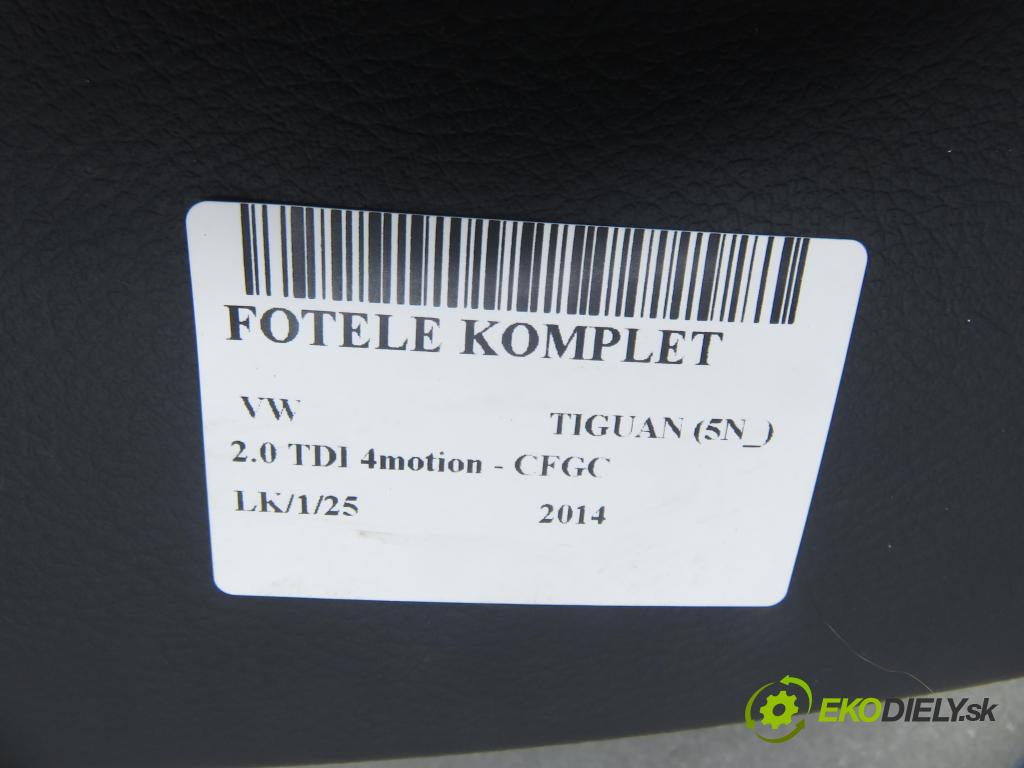 FOTELE KOMPLET
VW TIGUAN (5N_)
2.0 TDI 4motion - CFGC
LK/1/25 2014
EKODIELY.sk